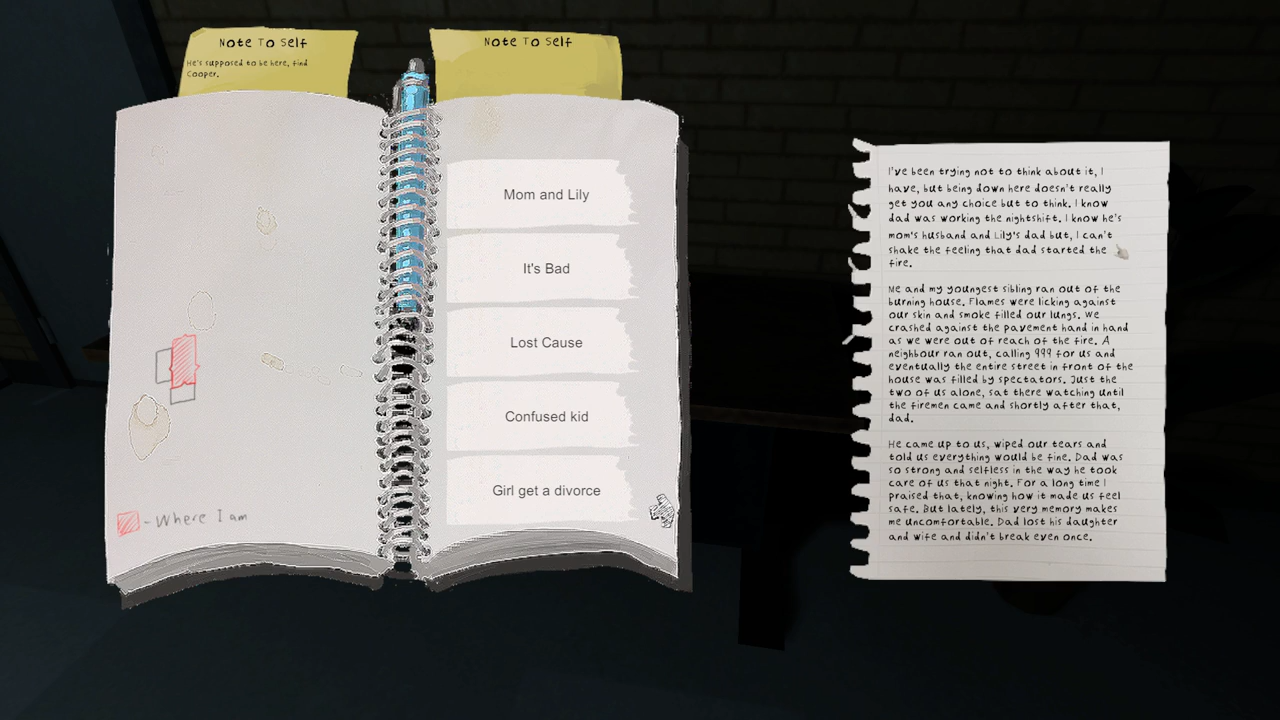 Note To Self
He's supposed to be here, find
Cooper.
Note To Self
Mom and Lily
It's Bad
Lost Cause
Confused kid
Girl get a divorce
- Where I am
I've been trying not to think about it, I
have, but being down here doesn't really
get you any choice but to think. I know
dad was working the nightshift. I know he's
mom's husband and Lily's dad but, I can't
shake the feeling that dad started the
fire.
Me and my youngest sibling ran out of the
burning house. Flames were licking against
our skin and smoke filled our lungs. We
crashed against the pavement hand in hand
as we were out of reach of the fire. A
neighbour ran out, calling 999 for us and
eventually the entire street in front of the
house was filled by spectators. Just the
two of us alone, sat there watching until
the firemen came and shortly after that,
dad.
He came up to us, wiped our tears and
told us everything would be fine. Dad was
so strong and selfless in the way he took
care of us that night. For a long time I
praised that, knowing how it made us feel
safe. But lately, this very memory makes
me uncomfortable. Dad lost his daughter
and wife and didn't break even once.